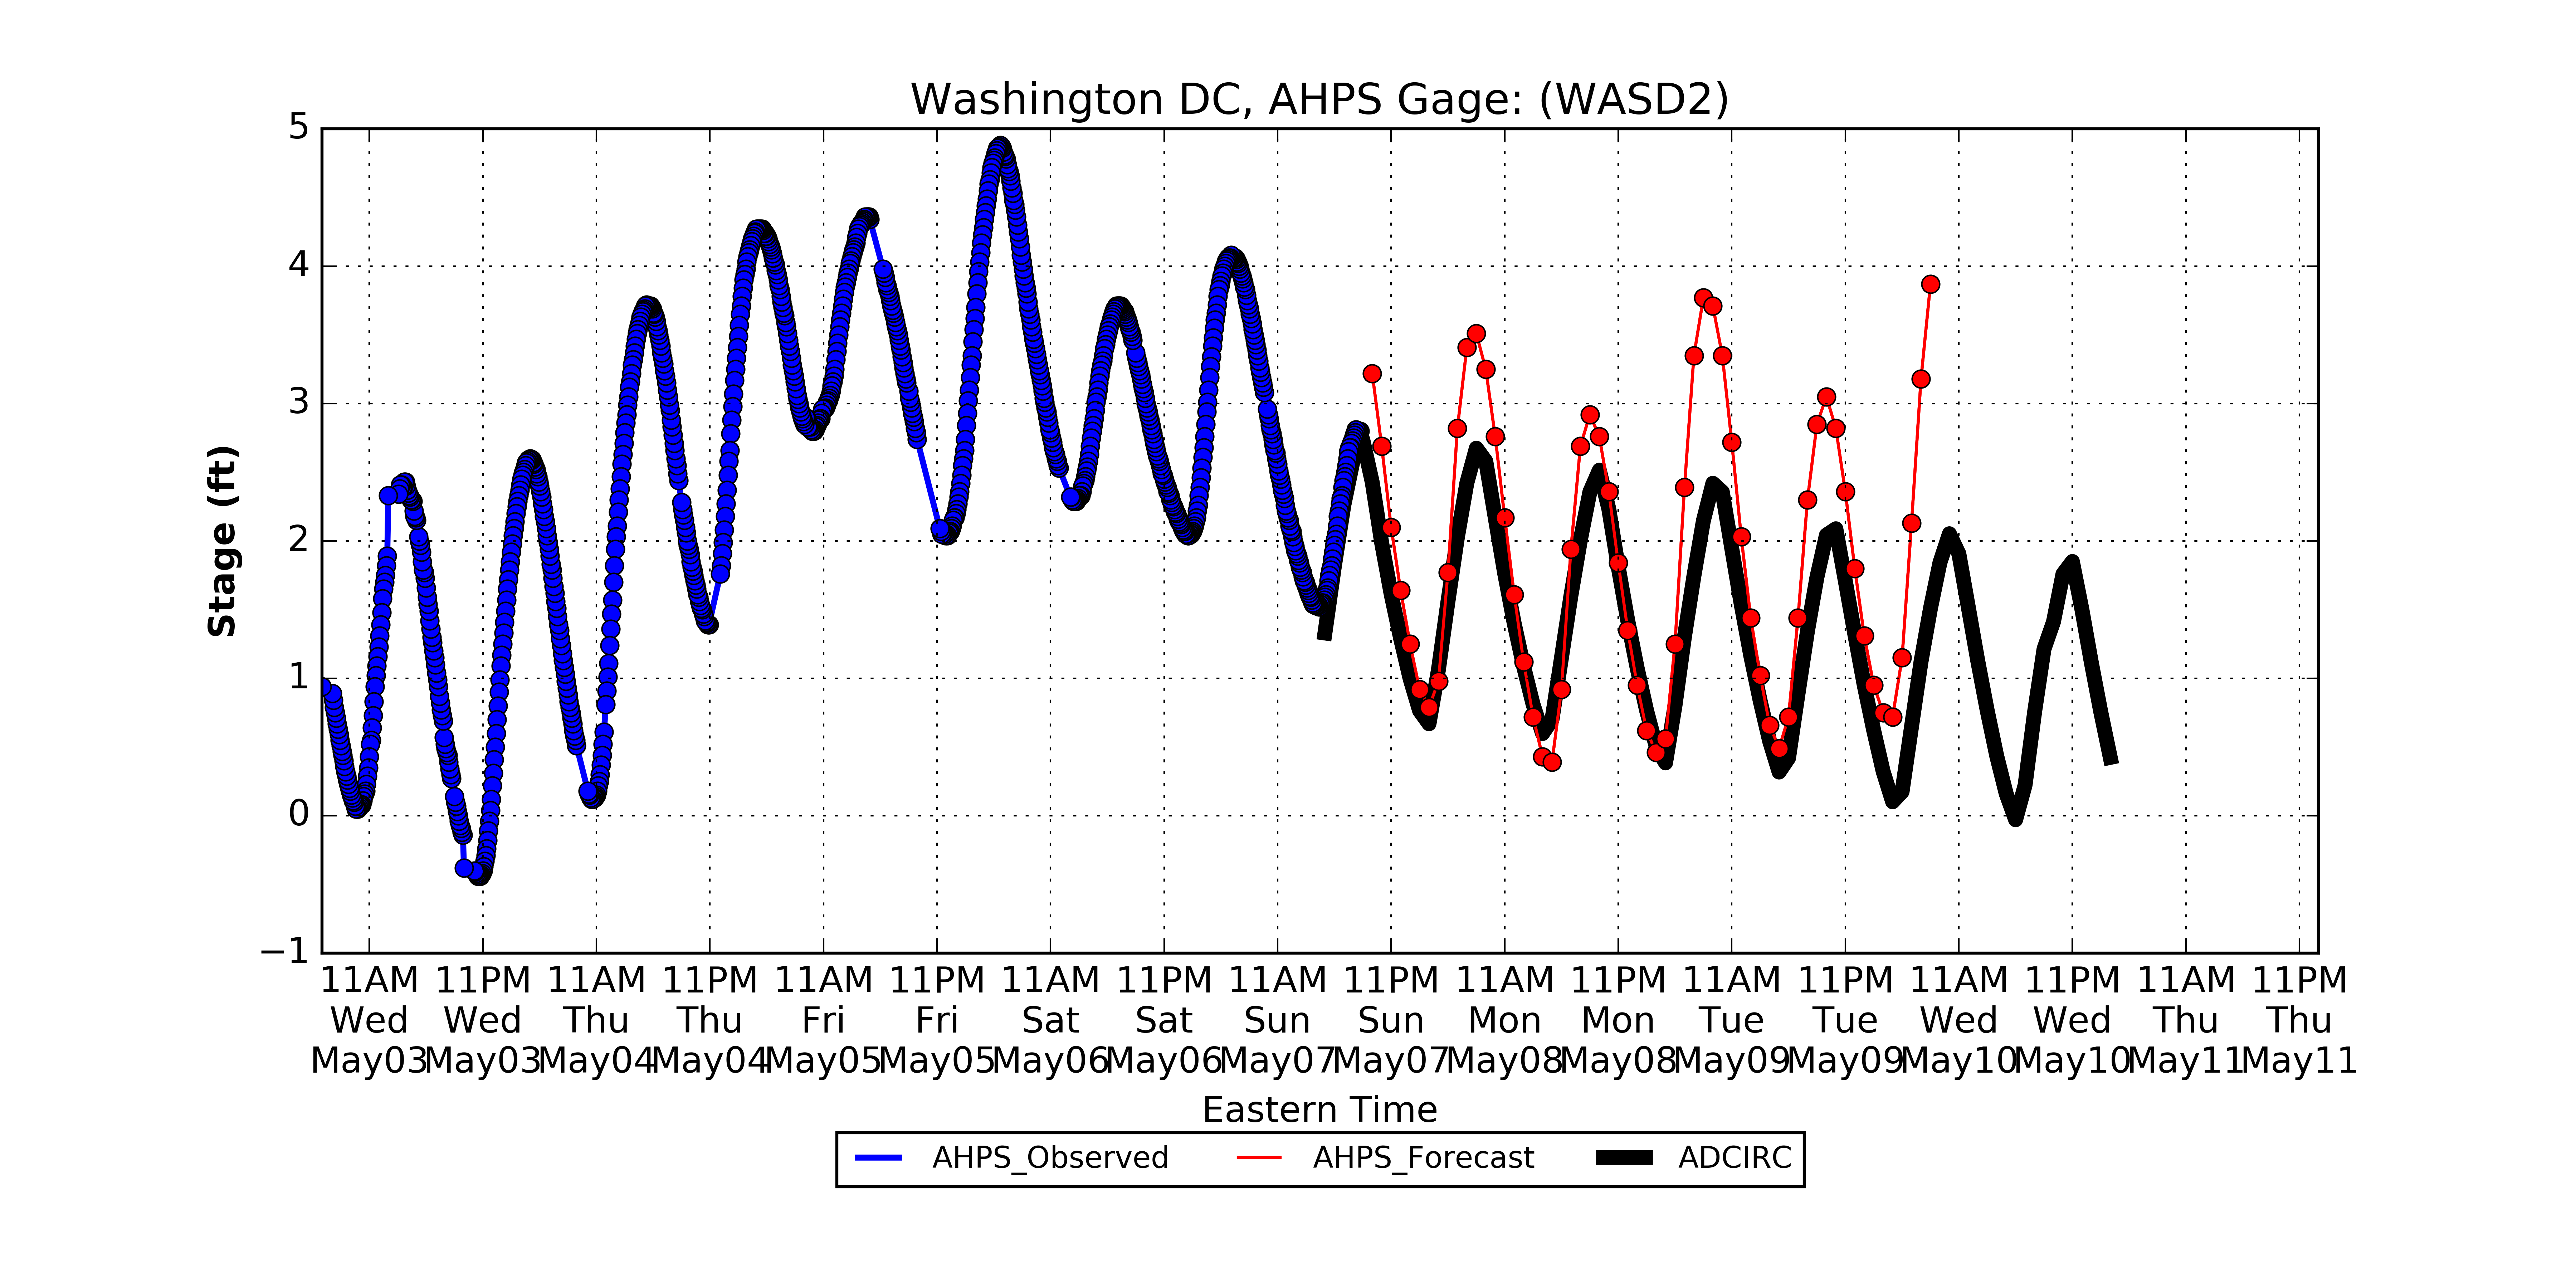 Washington DC, AHPS Gage: (WASD2)
5
4
3
2
1
0
−1
Stage (ft)
11AM 11PM 11AM 11PM 11AM 11PM 11AM 11PM 11AM 11PM 11AM 11PM 11AM 11PM 11AM 11PM 11AM 11PM
Wed Wed Thu Thu Fri Fri Sat Sat Sun Sun Mon Mon Tue Tue Wed Wed Thu Thu
May03 May03 May04 May04 May05 May05 May06 May06 May07 May07 May08 May08 May09 May09 May10 May10 May11 May11
Eastern Time
AHPS_Observed AHPS_Forecast ADCIRC